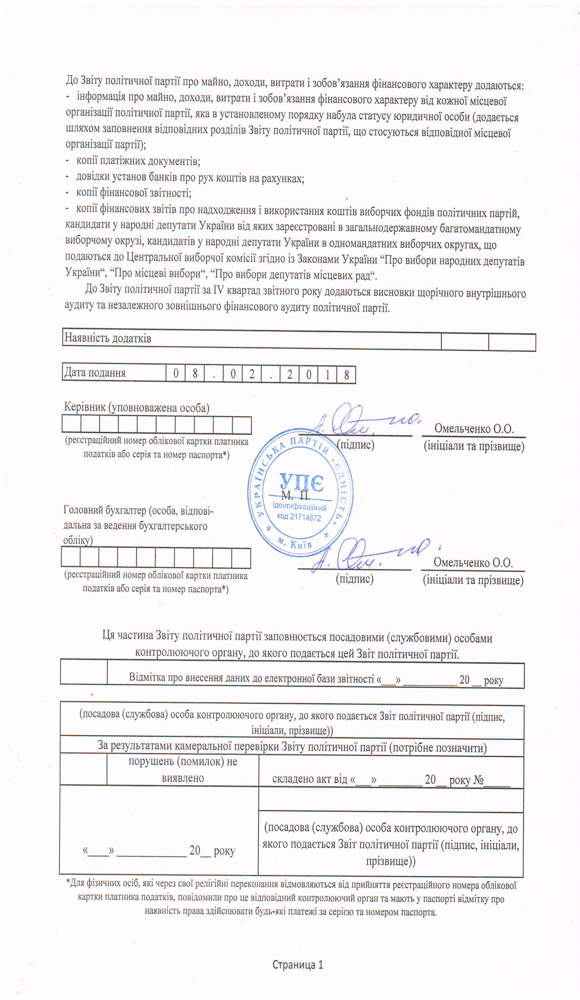 До Звіту політичної партії про майно, доходи, витрати і зобов’язання фінансового характеру додаються:
- інформація про майно, доходи, витрати і зобов’язання фінансового характеру від кожної місцевої
організації політичної партії, яка в установленому порядку набула статусу юридичної особи (додається
шляхом заповнення відповідних розділів Звіту політичної партії, що стосуються відповідної місцевої
організації партії);
- копії платіжних документів;
- довідки установ банків про рух коштів на рахунках;
- копії фінансової звітності;
- копії фінансових звітів про надходження і використання коштів виборчих фондів політичних партій,
кандидати у народні депутати України від яких зареєстровані в загальнодержавному багатомандатному
виборчому окрузі, кандидатів у народні депутати України в одномандатних виборчих округах, що
подаються до Центральної виборчої комісії згідно із Законами України “Про вибори народних депутатів
України“, “Про місцеві вибори“, “Про вибори депутатів місцевих рад“.
До Звіту політичної партії за IV квартал звітного року додаються висновки щорічного внутрішнього
аудиту та незалежного зовнішнього фінансового аудиту політичної партії.
Наявність додатків
Дата подання 0 8 . 0 2 . 2 0 1 8
Керівник (уповноважена особа)
Омельченко О.О.
(реєстраційний номер облікової картки платника
податків або серія та номер паспорта*)
(підпис) (ініціали та прізвище)
УКРАЇНСЬКА ПАРТІЯ «ЄДНІСТЬ»
УПЄ
М. П.
Ідентифікаційний
код 21714672
* м. Київ *
Головний бухгалтер (особа, відпові-
дальна за ведення бухгалтерського
обліку)
Омельченко О.О.
(реєстраційний номер облікової картки платника
податків або серія та номер паспорта*)
(підпис) (ініціали та прізвище)
Ця частина Звіту політичної партії заповнюється посадовими (службовими) особами
контролюючого органу, до якого подається цей Звіт політичної партії.
Відмітка про внесення даних до електронної бази звітності «___» ____________ 20 __ року
(посадова (службова) особа контролюючого органу, до якого подається Звіт політичної партії (підпис,
ініціали, прізвище))
За результатами камеральної перевірки Звіту політичної партії (потрібне позначити)
порушень (помилок) не
виявлено
складено акт від «___» ________ 20__ року №_____
«____» _____________ 20__ року
(посадова (службова) особа контролюючого органу, до
якого подається Звіт політичної партії (підпис, ініціали,
прізвище))
*Для фізичних осіб, які через свої релігійні переконання відмовляються від прийняття реєстраційного номера облікової
картки платника податків, повідомили про це відповідний контролюючий орган та мають у паспорті відмітку про
наявність права здійснювати будь-які платежі за серією та номером паспорта.
Страница 1